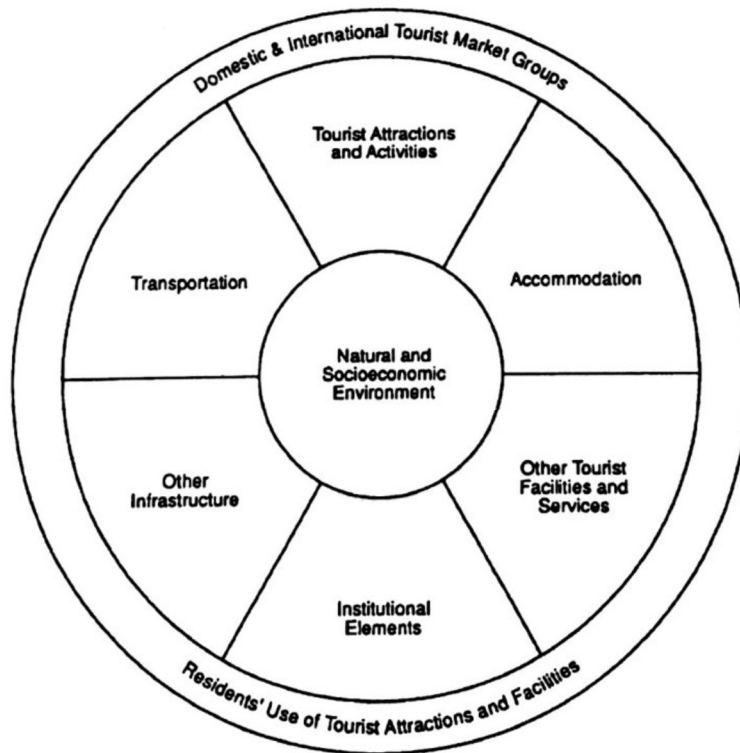 Domestic & International Tourist Market Groups
Tourist Attractions
and Activities
Transportation
Accommodation
Natural and
Socioeconomic
Environment
Other
Infrastructure
Other Tourist
Facilities and
Services
Institutional
Elements
Residents' Use of Tourist Attractions and Facilities